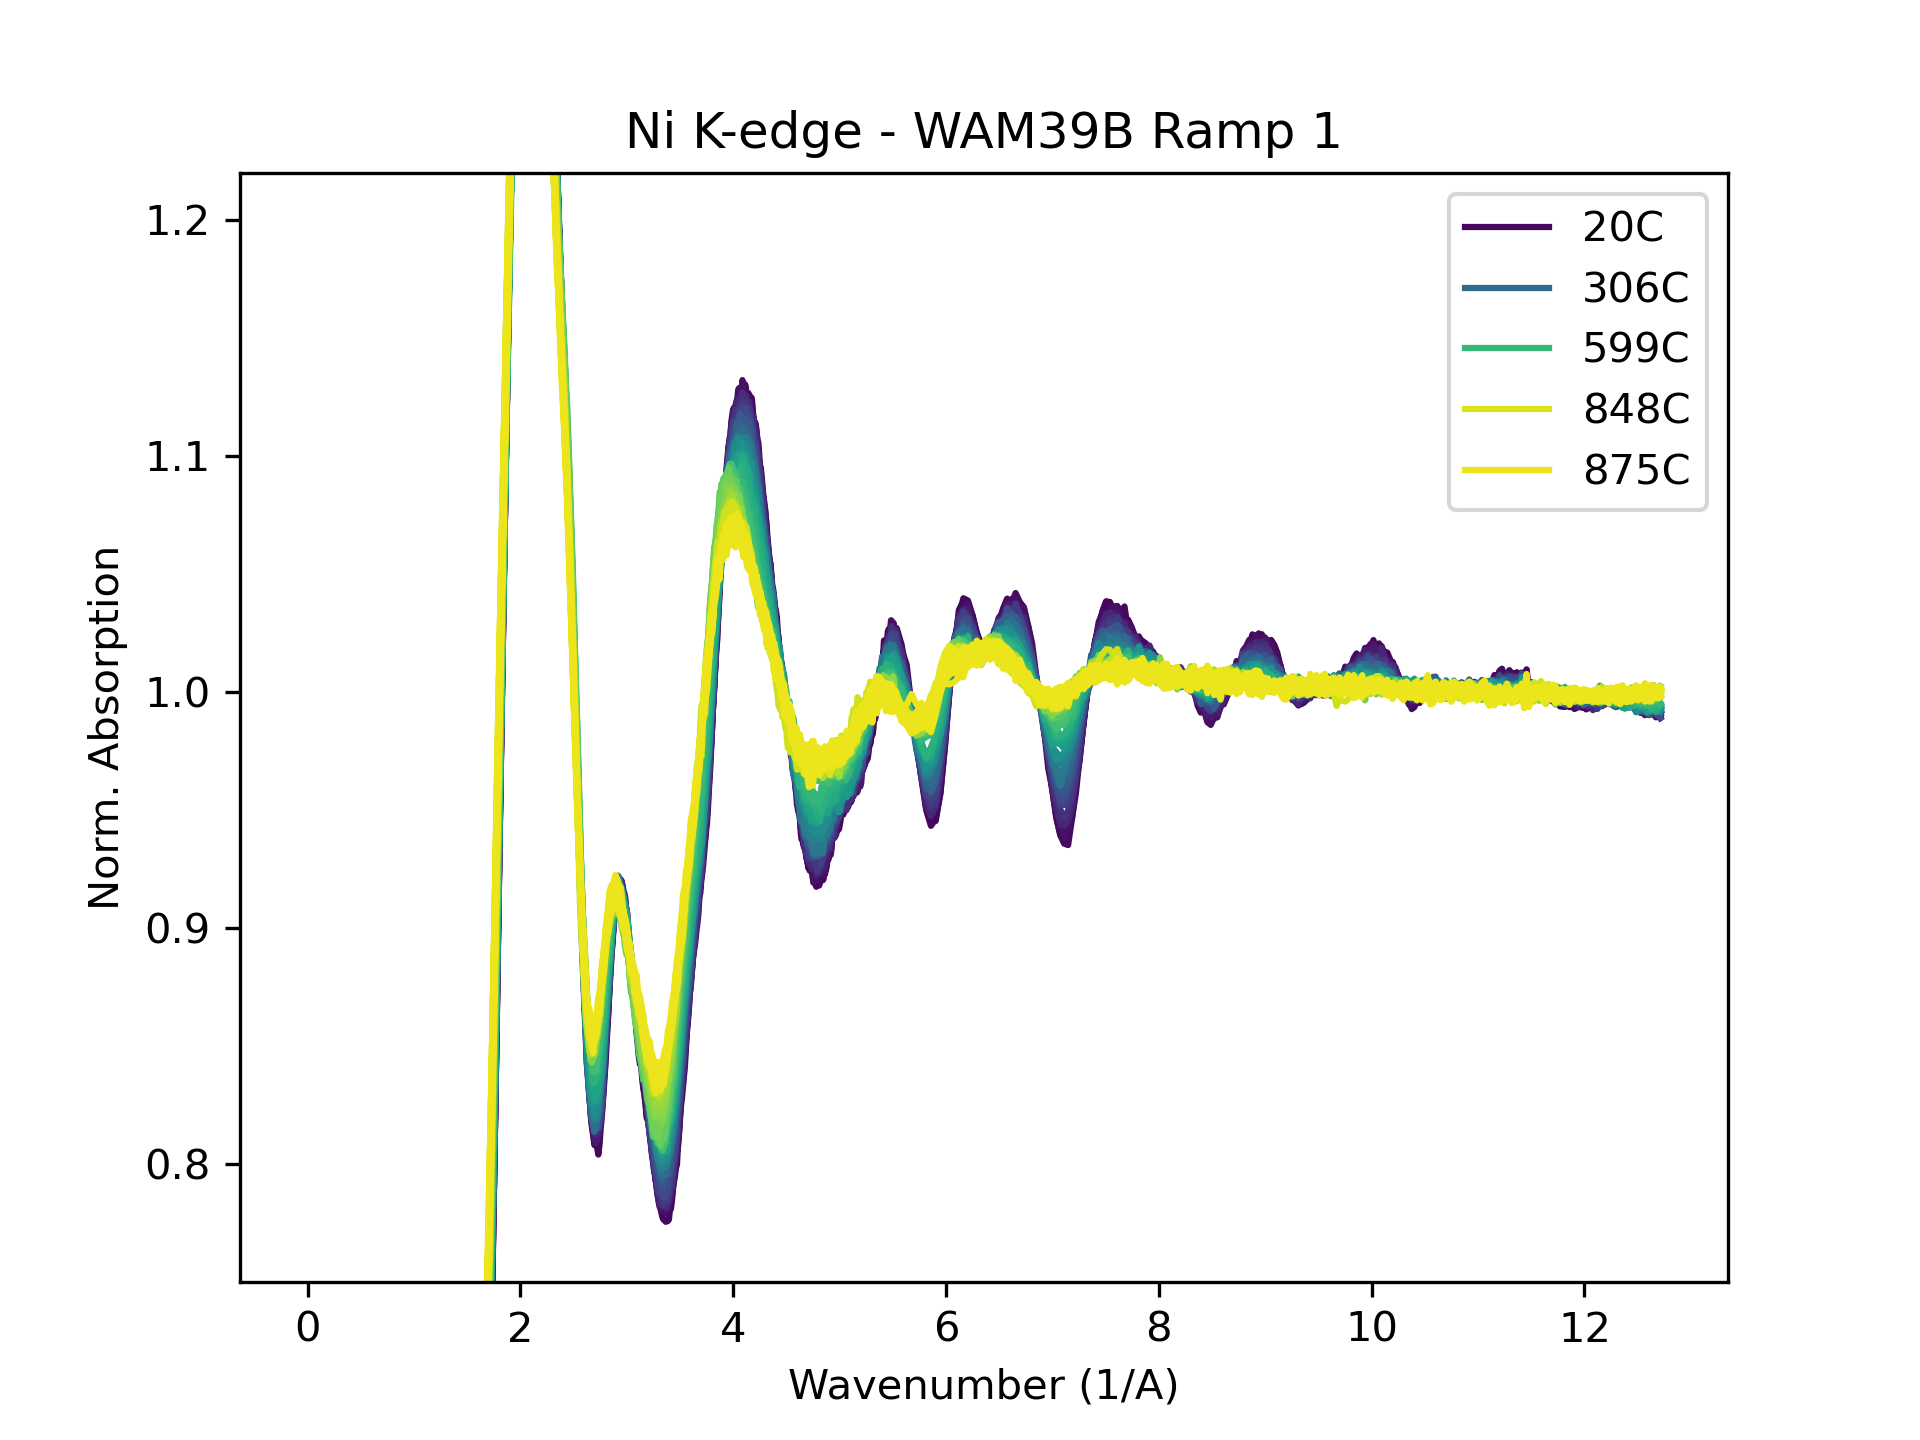 Ni K-edge - WAM39B Ramp 1
20C
306C
599C
848C
875C
1.2
1.1
1.0
0.9
0.8
Norm. Absorption
0 2 4 6 8 10 12
Wavenumber (1/A)